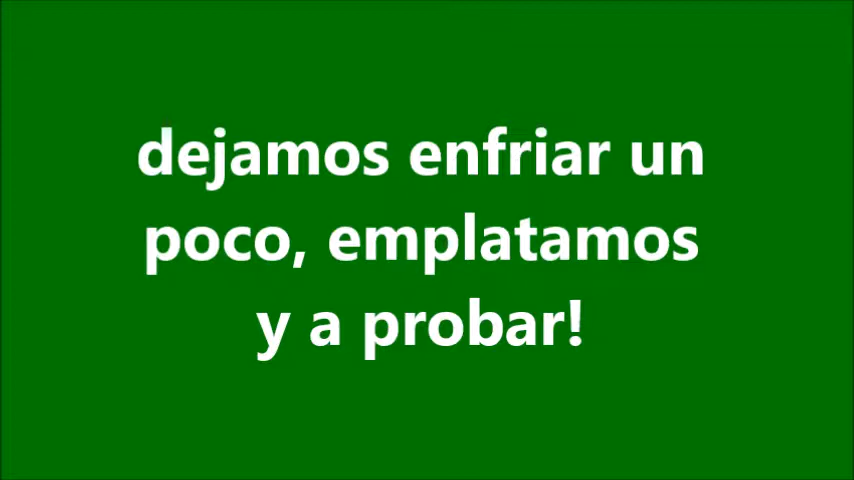 dejamos enfriar un
poco, emplatamos
y a probar!